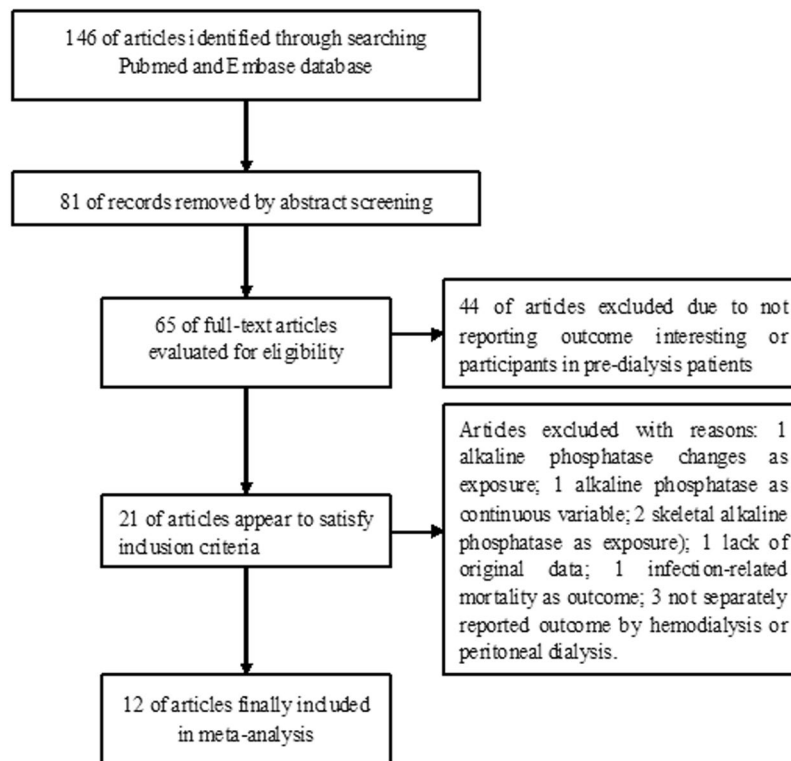 146 of articles identified through searching
Pubmed and Embase database
81 of records removed by abstract screening
65 of full-text articles
evaluated for eligibility
44 of articles excluded due to not
reporting outcome interesting or
participants in pre-dialysis patients
Articles excluded with reasons: 1
alkaline phosphatase changes as
exposure; 1 alkaline phosphatase as
continuous variable; 2 skeletal alkaline
phosphatase as exposure); 1 lack of
original data; 1 infection-related
mortality as outcome; 3 not separately
reported outcome by hemodialysis or
peritoneal dialysis.
21 of articles appear to satisfy
inclusion criteria
12 of articles finally included
in meta-analysis